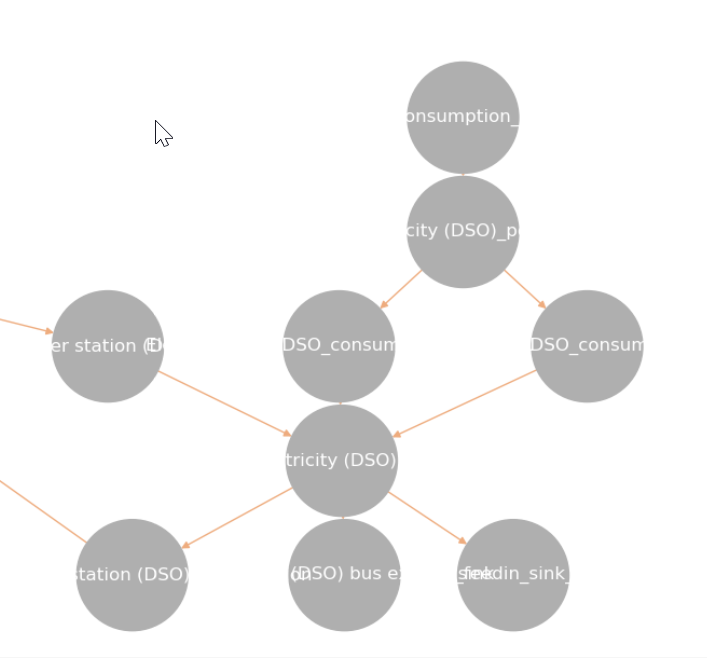 onsumption_
city (DSO)_p
er station (D
DSO_consum
DSO_consum
tricity (DSO)
station (DSO)
(DSO) bus e
feedin_sink_